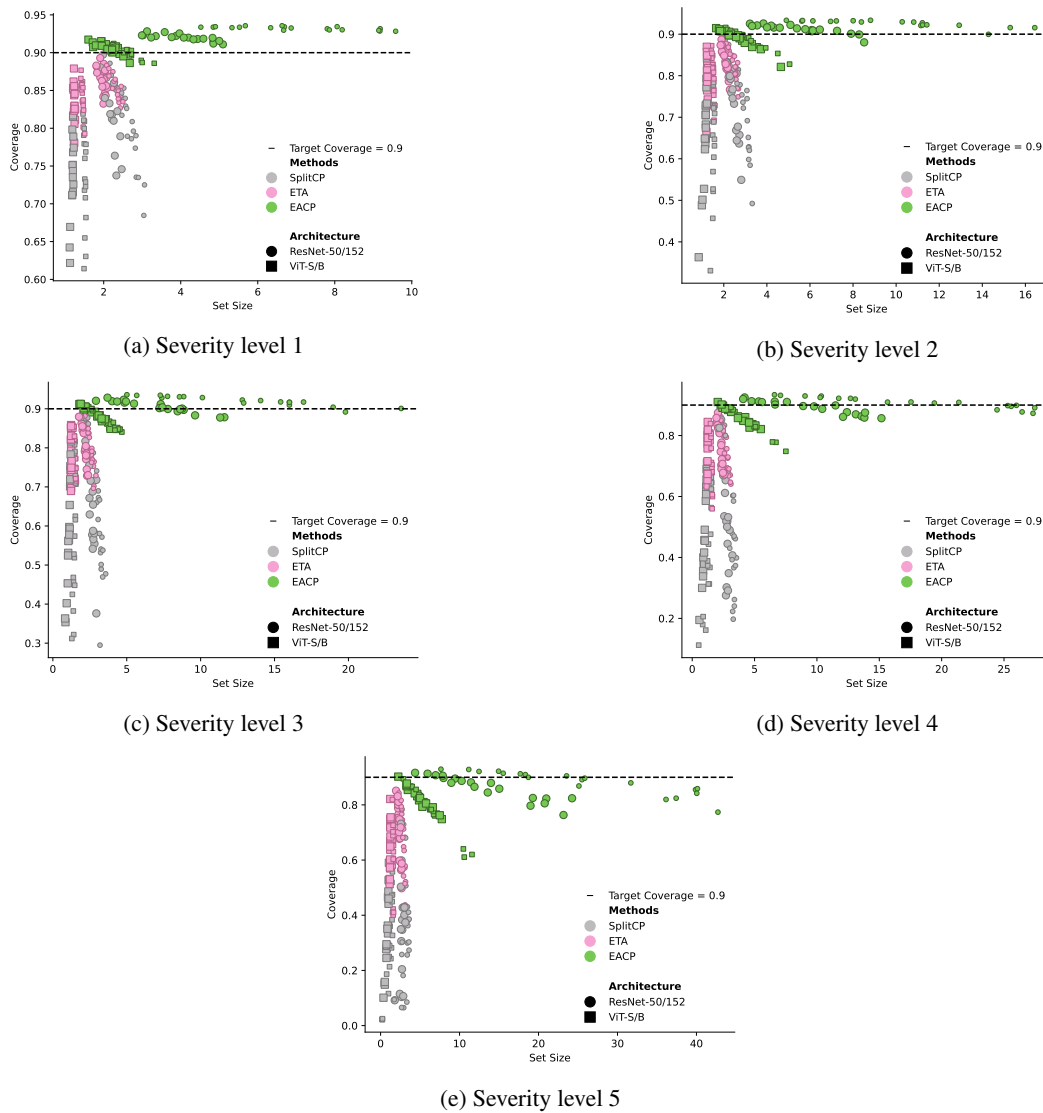 0.95
0.90
0.85
0.80
0.75
0.70
0.65
0.60
Coverage
2
4
6
8
10
Set Size
Target Coverage = 0.9
Methods
SplitCP
ETA
EACP
Architecture
ResNet-50/152
ViT-S/B
(a) Severity level 1
0.9
0.8
0.7
0.6
0.5
0.4
Coverage
2
4
6
8
10
12
14
16
Set Size
Target Coverage = 0.9
Methods
SplitCP
ETA
EACP
Architecture
ResNet-50/152
ViT-S/B
(b) Severity level 2
0.9
0.8
0.7
0.6
0.5
0.4
0.3
Coverage
0
5
10
15
20
Set Size
Target Coverage = 0.9
Methods
SplitCP
ETA
EACP
Architecture
ResNet-50/152
ViT-S/B
(c) Severity level 3
0.8
0.6
0.4
0.2
Coverage
0
5
10
15
20
25
Set Size
Target Coverage = 0.9
Methods
SplitCP
ETA
EACP
Architecture
ResNet-50/152
ViT-S/B
(d) Severity level 4
0.8
0.6
0.4
0.2
0.0
Coverage
0
10
20
30
40
Set Size
Target Coverage = 0.9
Methods
SplitCP
ETA
EACP
Architecture
ResNet-50/152
ViT-S/B
(e) Severity level 5